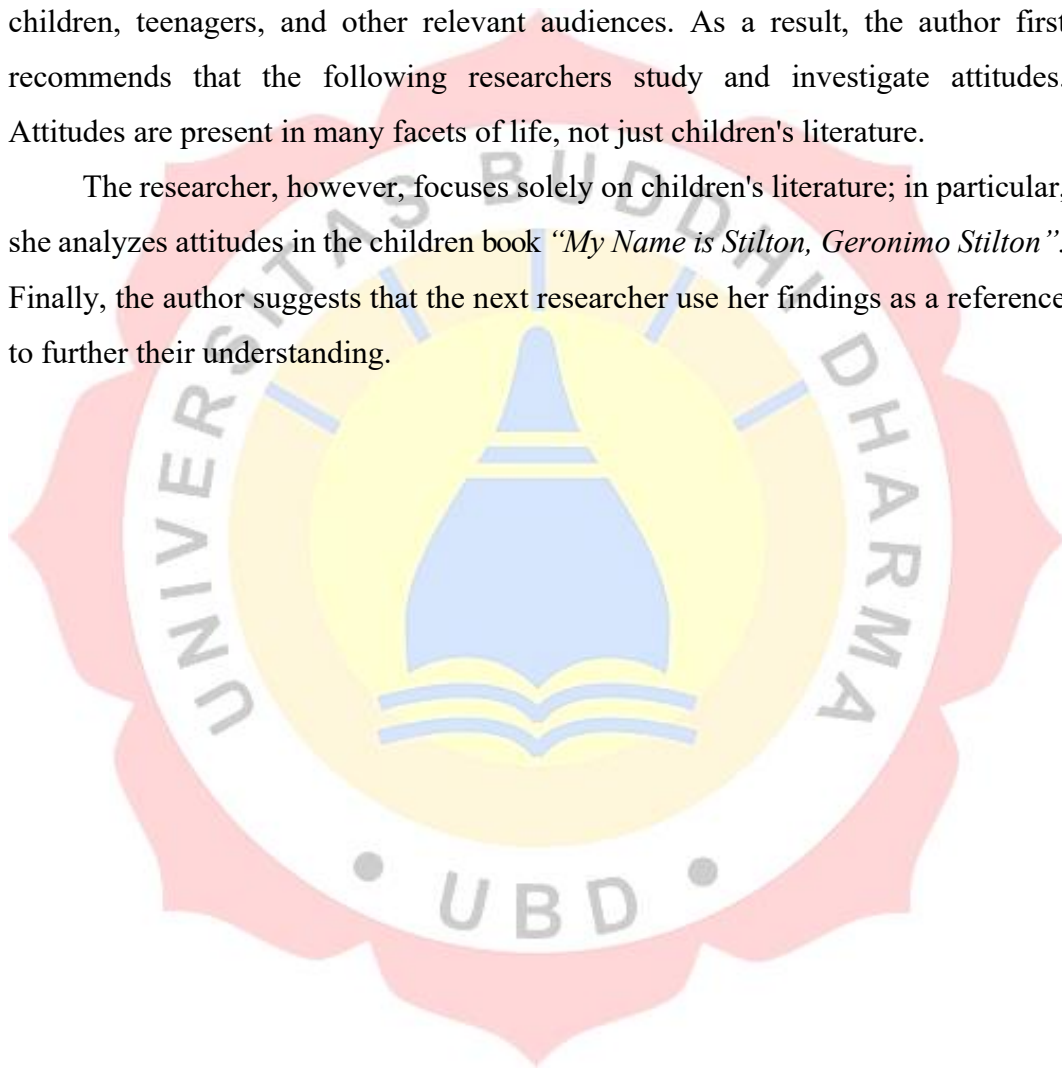 children, teenagers, and other relevant audiences. As a result, the author first
recommends that the following researchers study and investigate attitudes.
Attitudes are present in many facets of life, not just children's literature.
The researcher, however, focuses solely on children's literature; in particular,
she analyzes attitudes in the children book “My Name is Stilton, Geronimo Stilton”.
Finally, the author suggests that the next researcher use her findings as a reference
to further their understanding.
UNIVERSITAS BUDDHI DHARMA
• UBD •